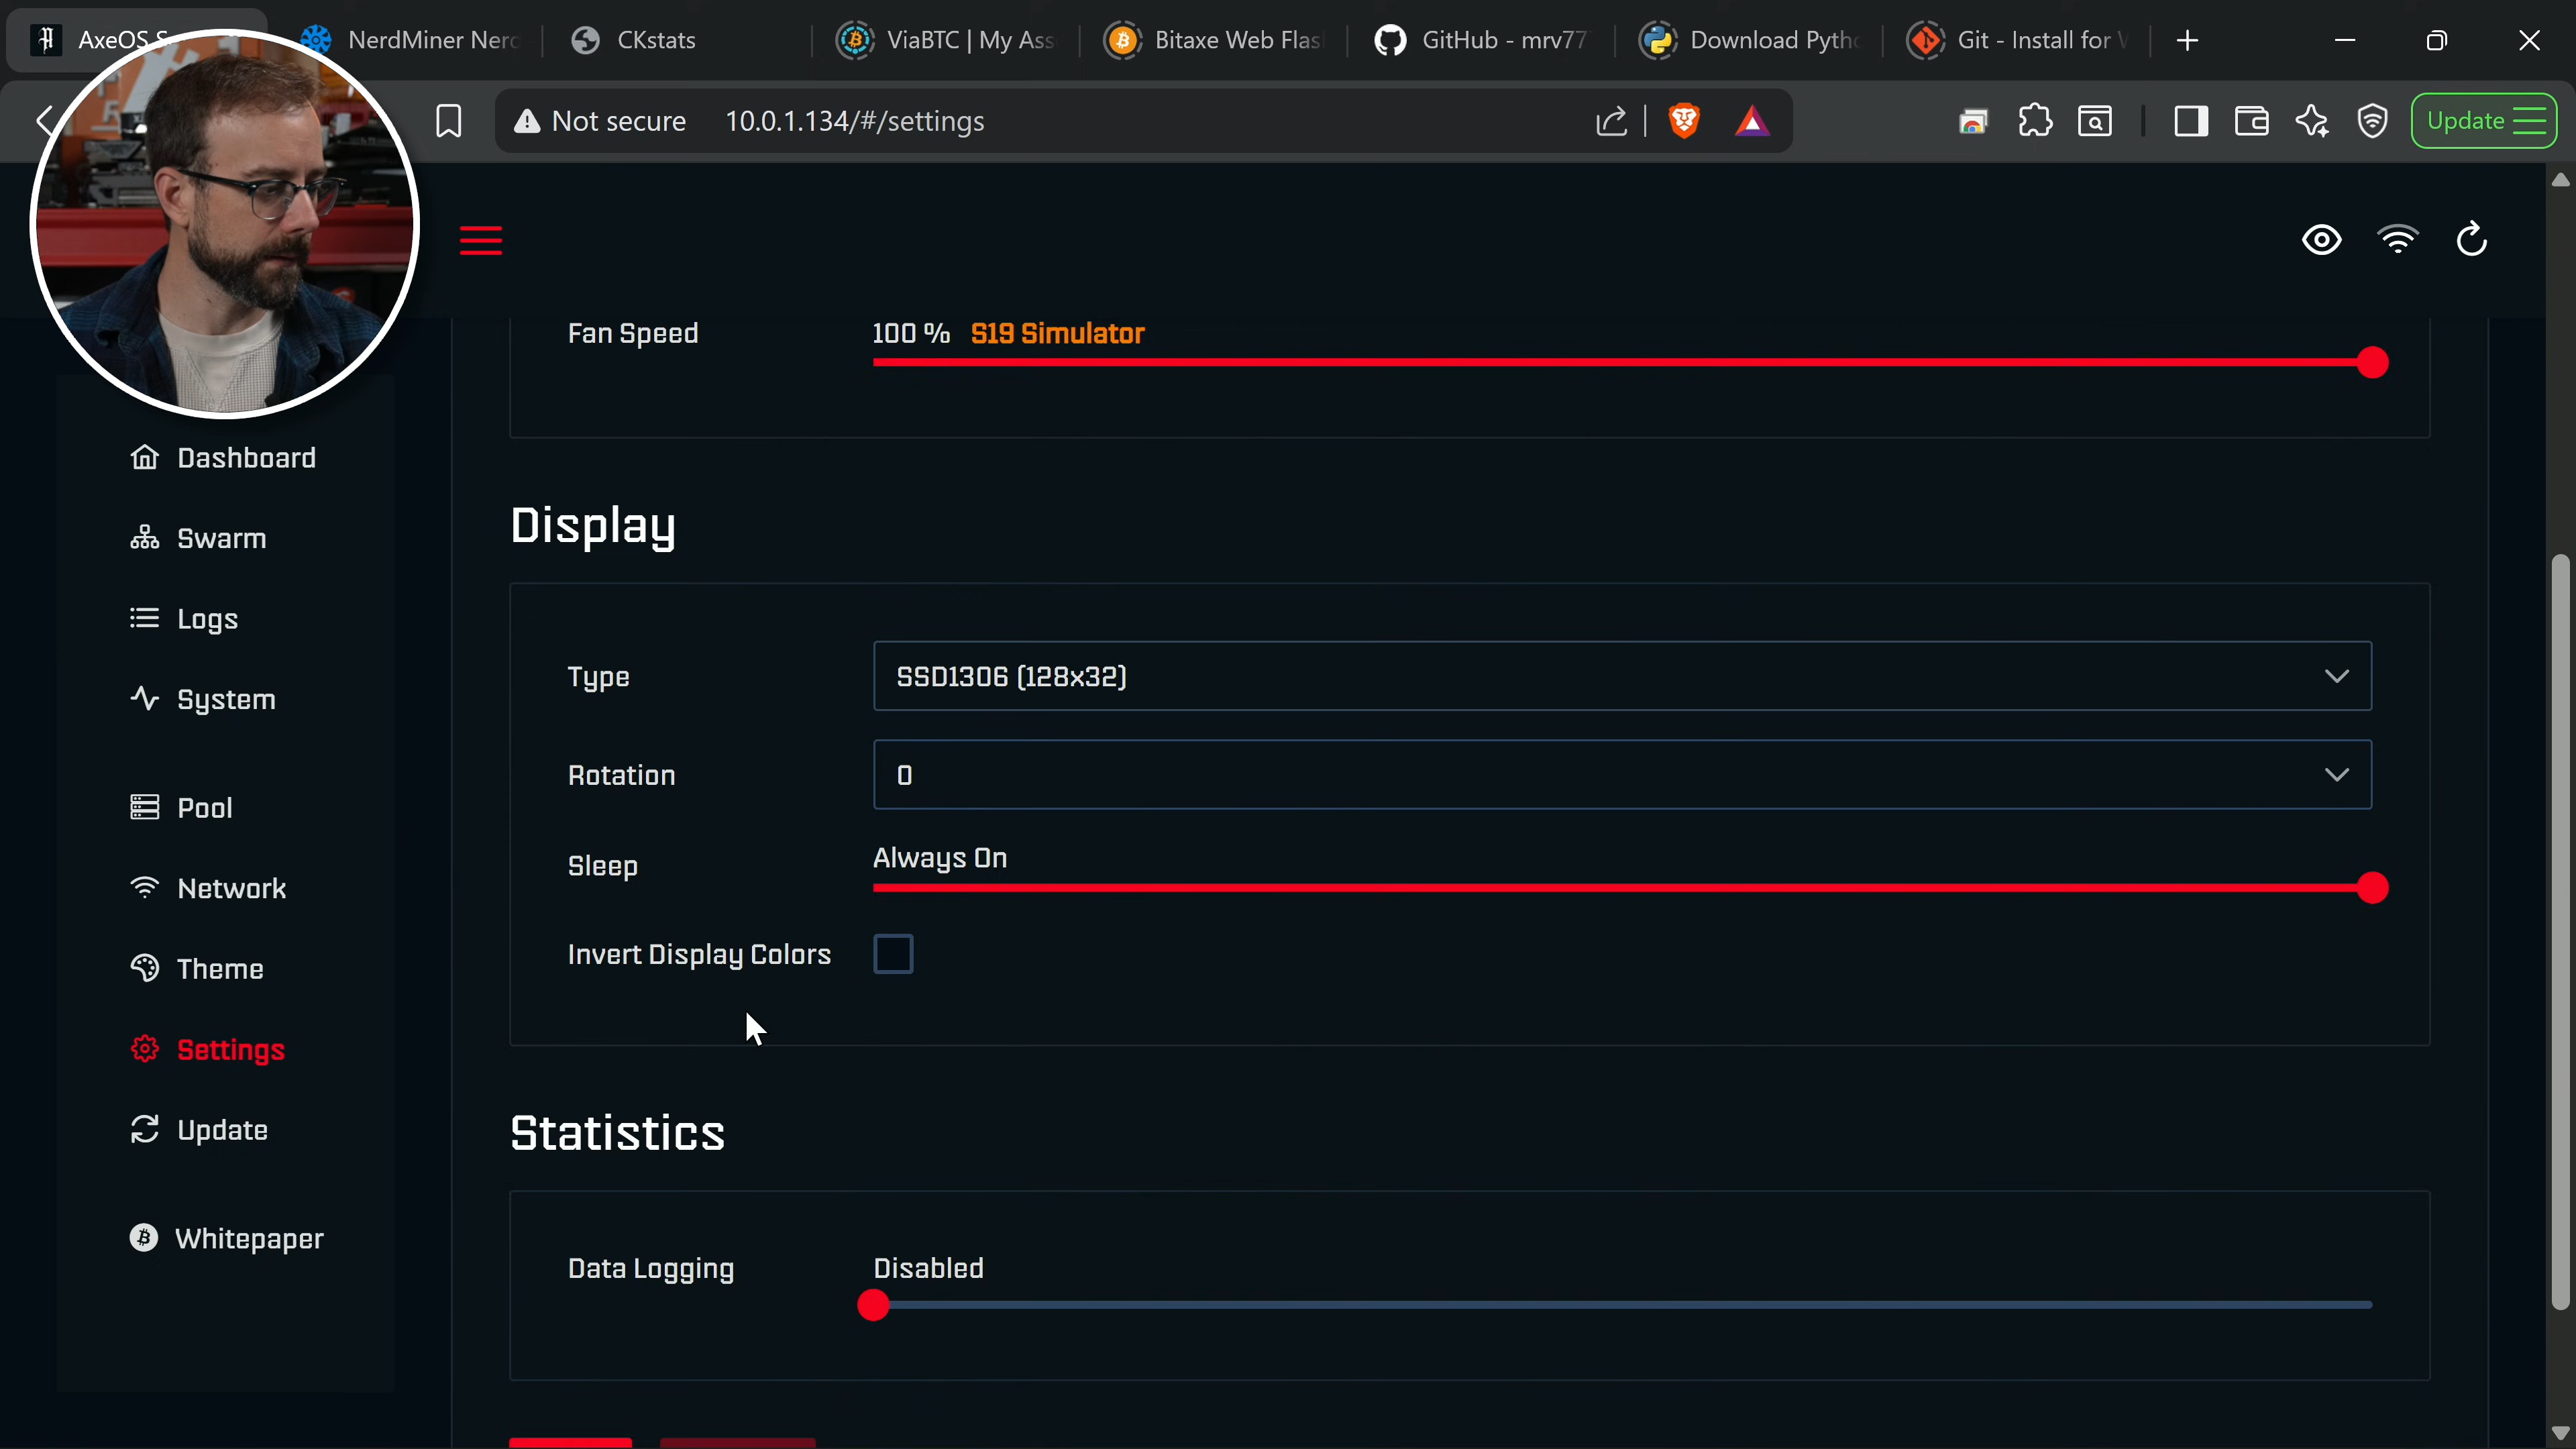 AxeOS S
NerdMiner Nerd
CKstats
ViaBTC | My Ass
Bitaxe Web Flas
GitHub - mrv77
Download Pytho
Git - Install for
Not secure
10.0.1.134/#/settings
Update
Fan Speed
100 % S19 Simulator
Dashboard
Swarm
Logs
System
Pool
Network
Theme
Settings
Update
Whitepaper
Display
Type
SSD1306 (128x32)
Rotation
0
Sleep
Always On
Invert Display Colors
Statistics
Data Logging
Disabled